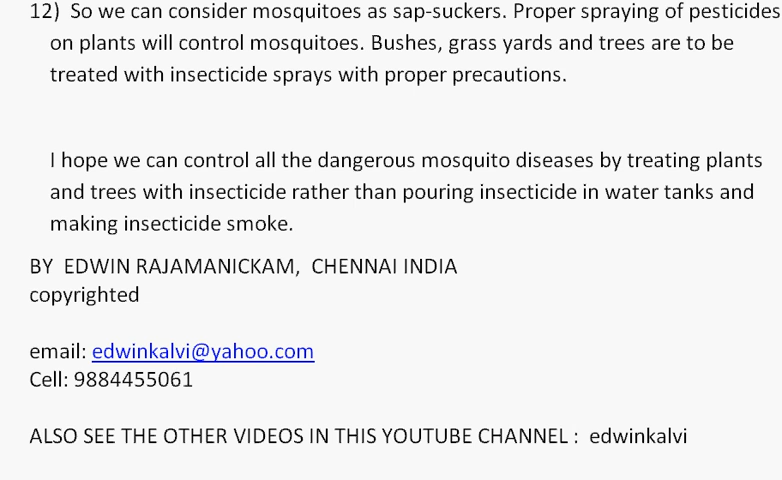 12) So we can consider mosquitoes as sap-suckers. Proper spraying of pesticides
on plants will control mosquitoes. Bushes, grass yards and trees are to be
treated with insecticide sprays with proper precautions.
I hope we can control all the dangerous mosquito diseases by treating plants
and trees with insecticide rather than pouring insecticide in water tanks and
making insecticide smoke.
BY EDWIN RAJAMANICKAM, CHENNAI INDIA
copyrighted
email: edwinkalvi@yahoo.com
Cell: 9884455061
ALSO SEE THE OTHER VIDEOS IN THIS YOUTUBE CHANNEL : edwinkalvi